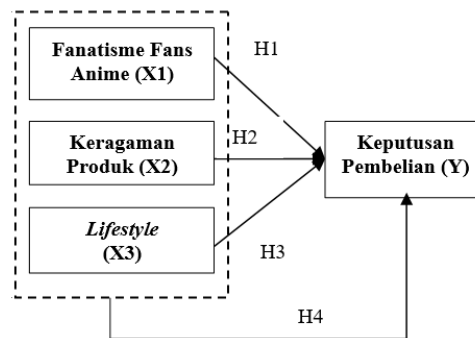 Fanatisme Fans
Anime (X1)
H1
Keragaman
Produk (X2)
H2
Keputusan
Pembelian (Y)
Lifestyle
(X3)
H3
H4